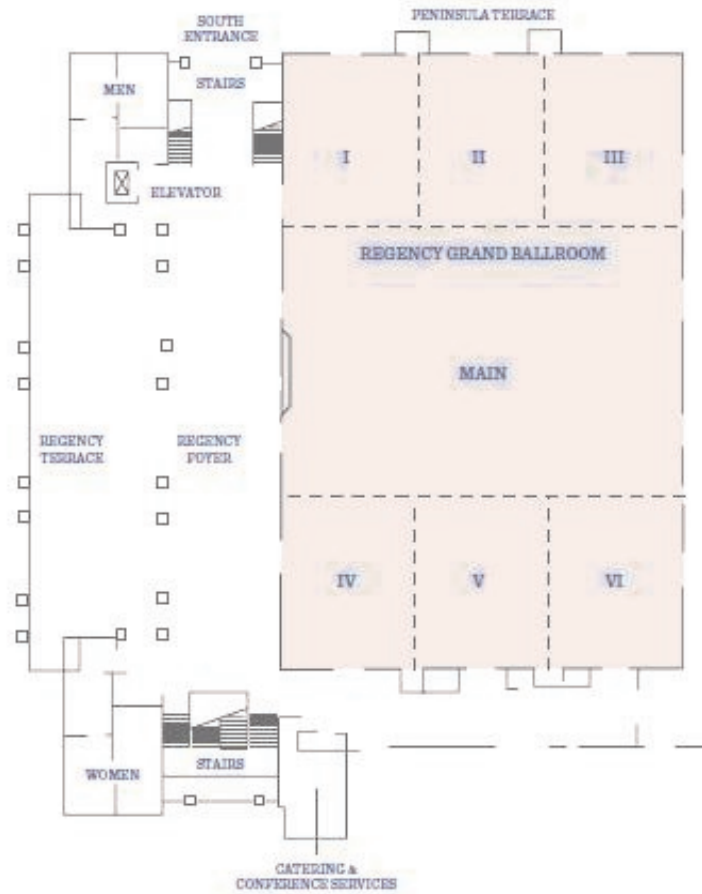 PENINSULA TERRACE
SOUTH
ENTRANCE
STAIRS
MEN
I
II
III
ELEVATOR
REGENCY GRAND BALLROOM
MAIN
REGENCY
TERRACE
REGENCY
FOYER
IV
V
VI
STAIRS
WOMEN
CATERING &
CONFERENCE SERVICES